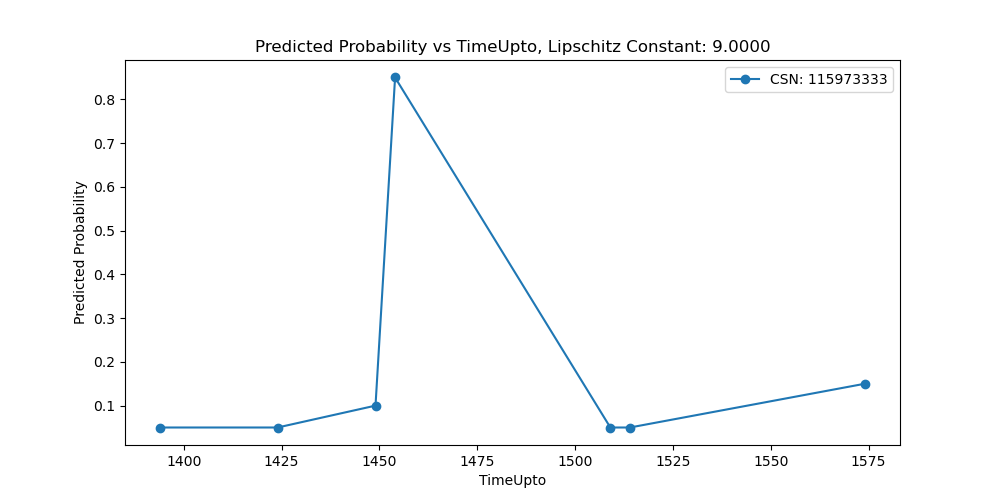 Predicted Probability vs TimeUpto, Lipschitz Constant: 9.0000
CSN: 115973333
Predicted Probability
0.8
0.7
0.6
0.5
0.4
0.3
0.2
0.1
1400 1425 1450 1475 1500 1525 1550 1575
TimeUpto